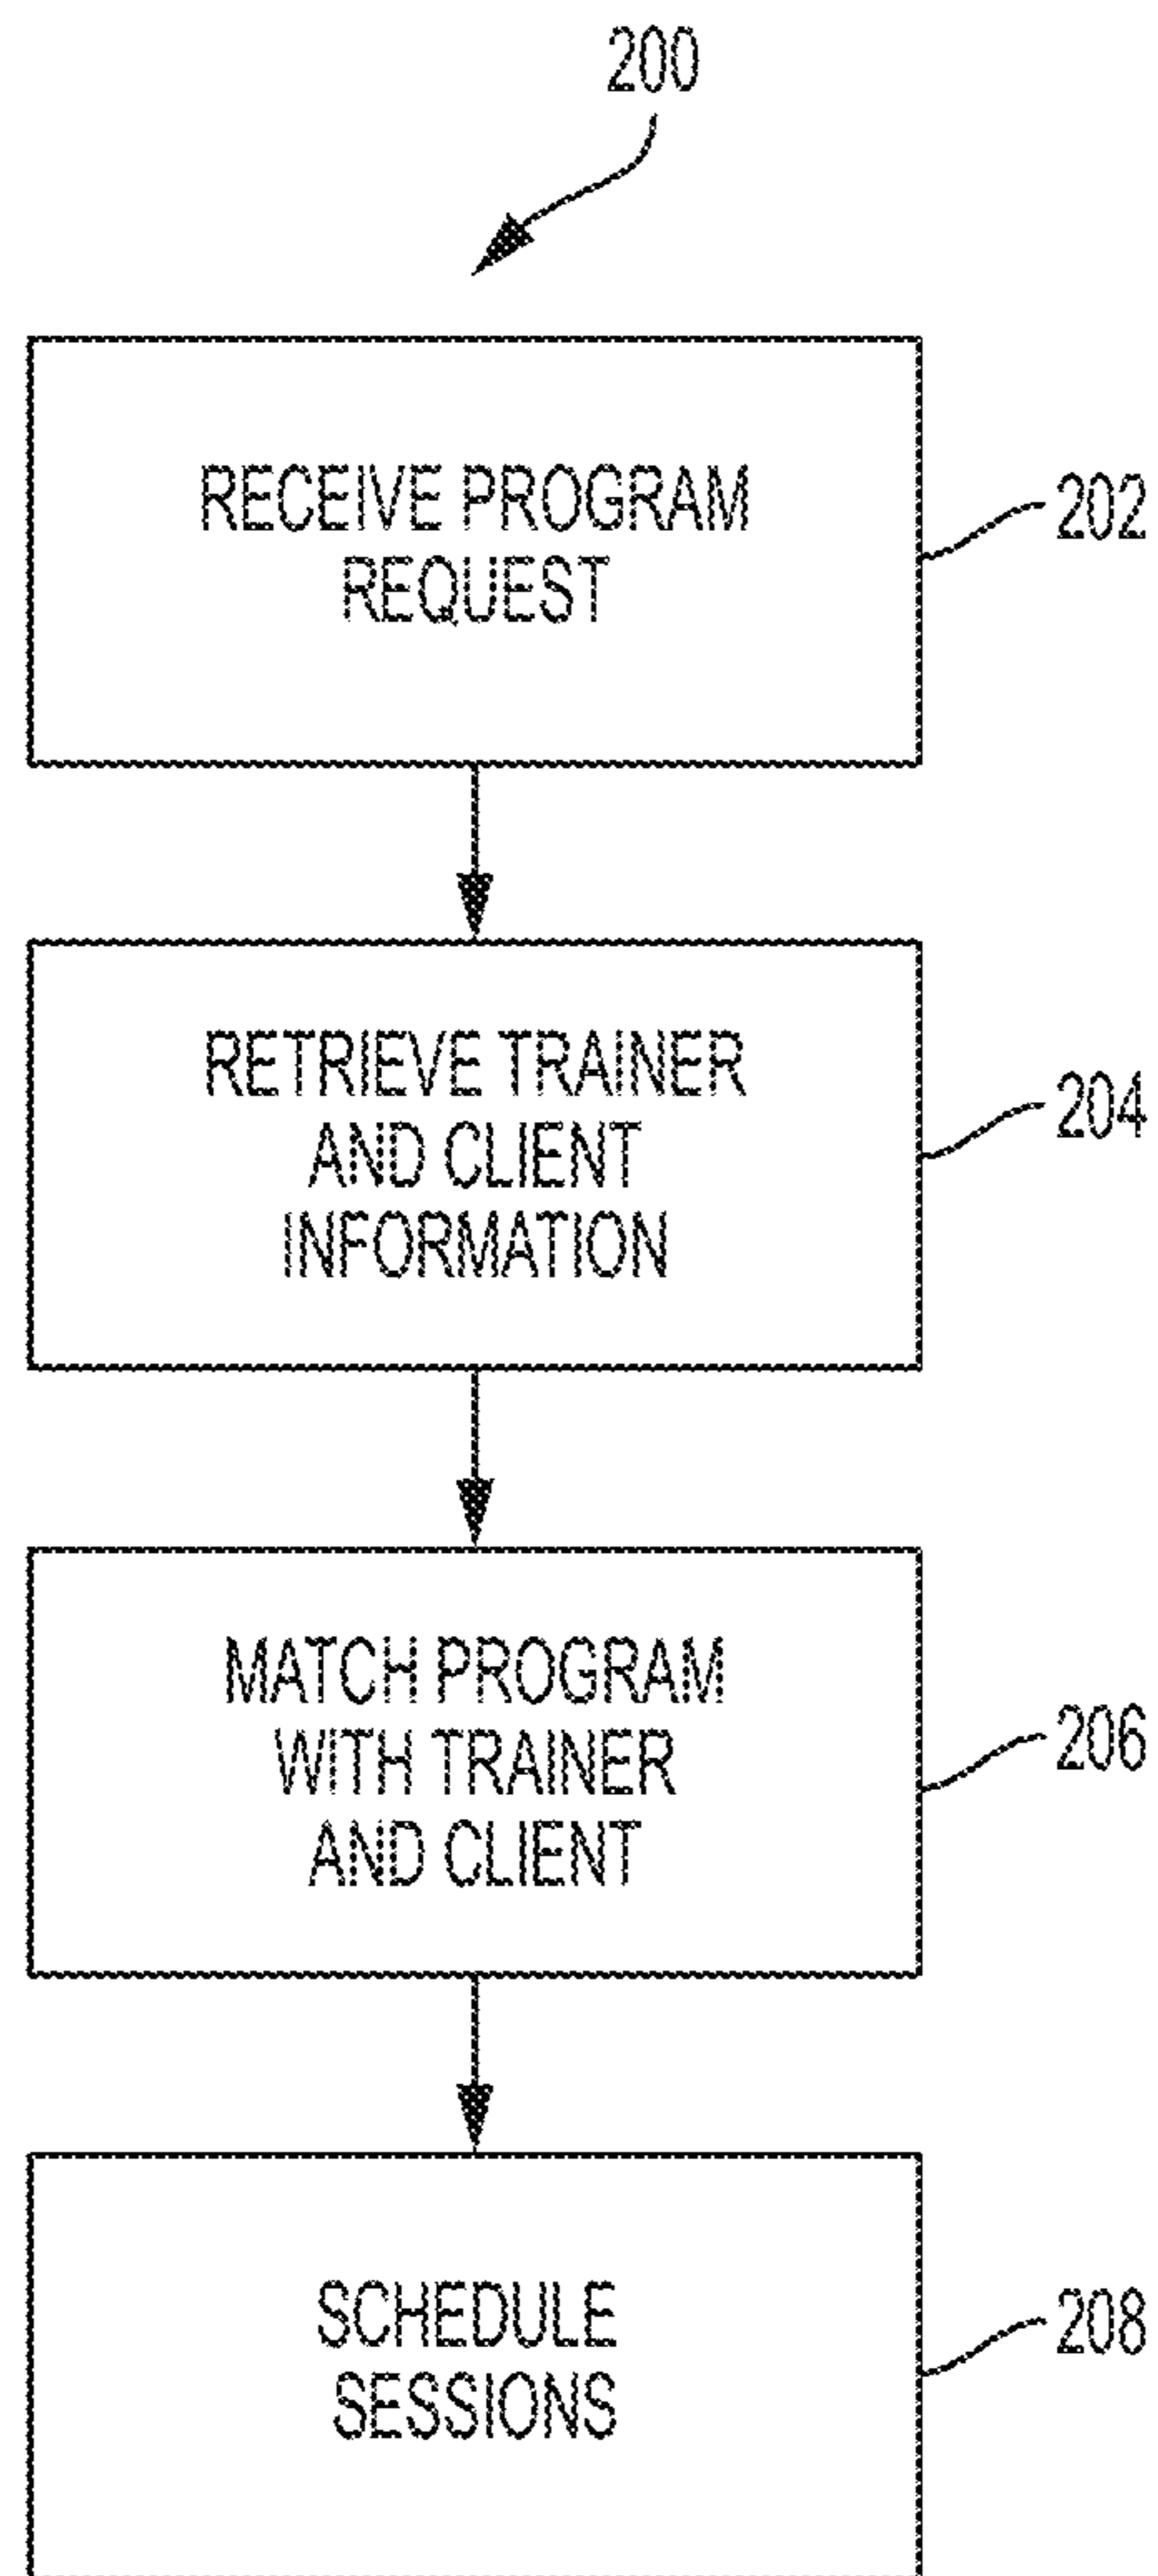 200
RECEIVE PROGRAM
REQUEST
202
RETRIEVE TRAINER
AND CLIENT
INFORMATION
204
MATCH PROGRAM
WITH TRAINER
AND CLIENT
206
SCHEDULE
SESSIONS
208